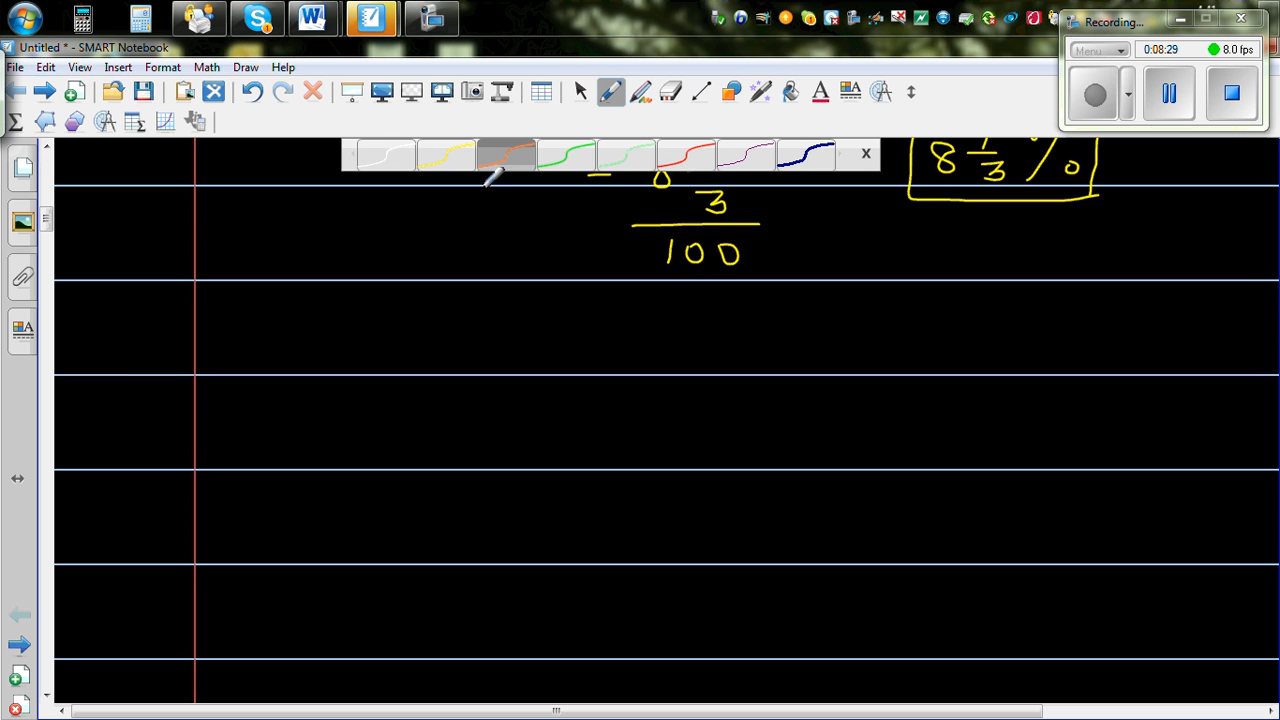 Untitled * - SMART Notebook
File Edit View Insert Format Math Draw Help
Recording...
Menu
0:08:29
8.0 fps
8 1/3 %
3
100